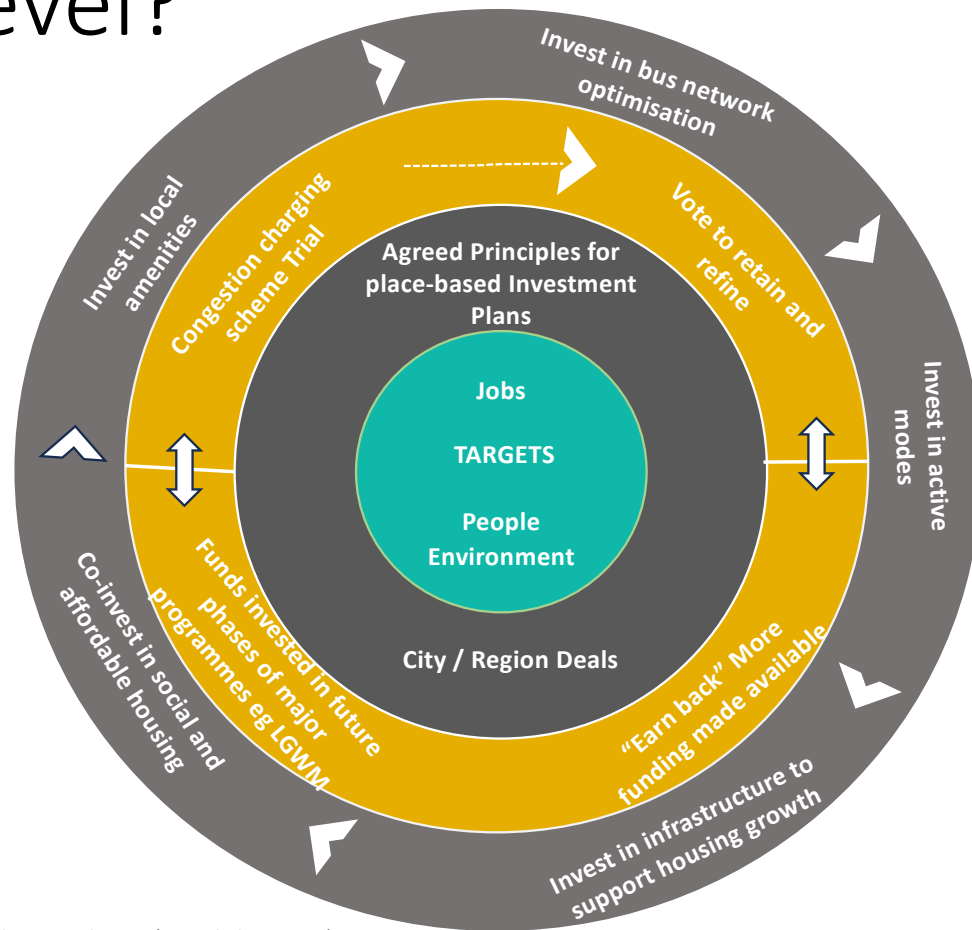 Invest in bus network
optimisation
Invest in local
amenities
Congestion charging
scheme Trial
Vote to retain and
refine
Agreed Principles for
place-based Investment
Plans
Jobs
TARGETS
People
Environment
Invest in active
modes
Co-invest in social and
affordable housing
Funds invested in future
phases of major
programmes eg LGWM
City / Region Deals
“Earn back” More
funding made available
Invest in infrastructure to
support housing growth